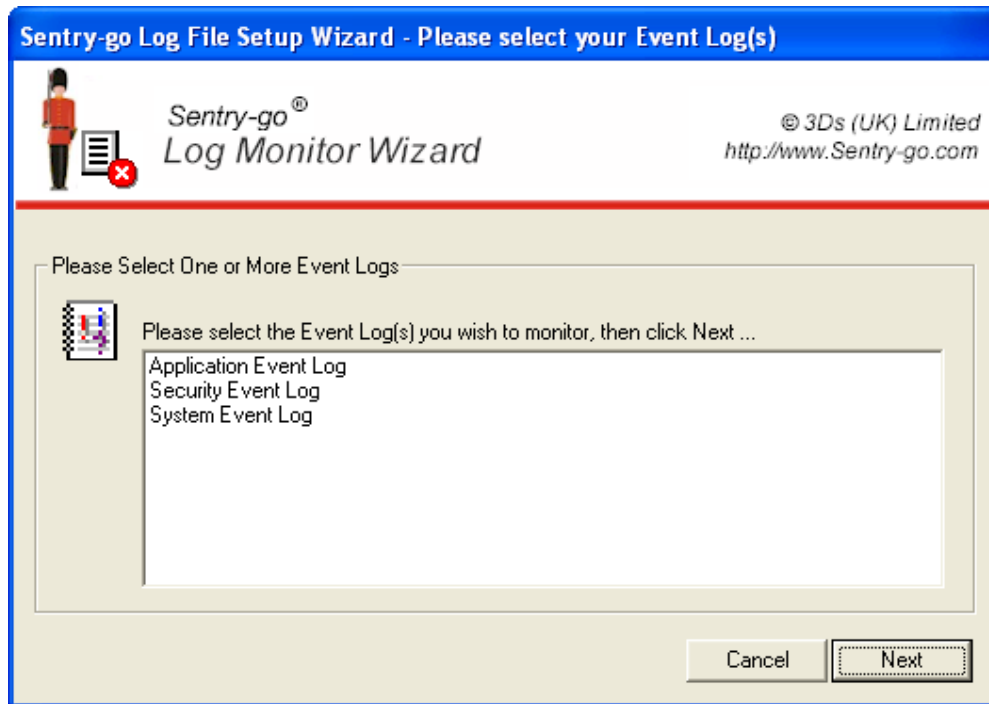 Sentry-go Log File Setup Wizard - Please select your Event Log(s)
Sentry-go®
Log Monitor Wizard
© 3Ds (UK) Limited
http://www.Sentry-go.com
Please Select One or More Event Logs
Please select the Event Log(s) you wish to monitor, then click Next ...
Application Event Log
Security Event Log
System Event Log
Cancel
Next